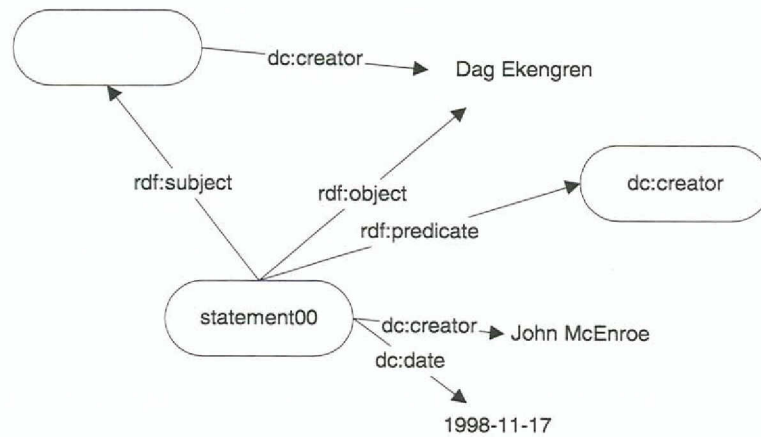 dc:creator
Dag Ekengren
rdf:subject
rdf:object
dc:creator
rdf:predicate
statement00
dc:creator
John McEnroe
dc:date
1998-11-17